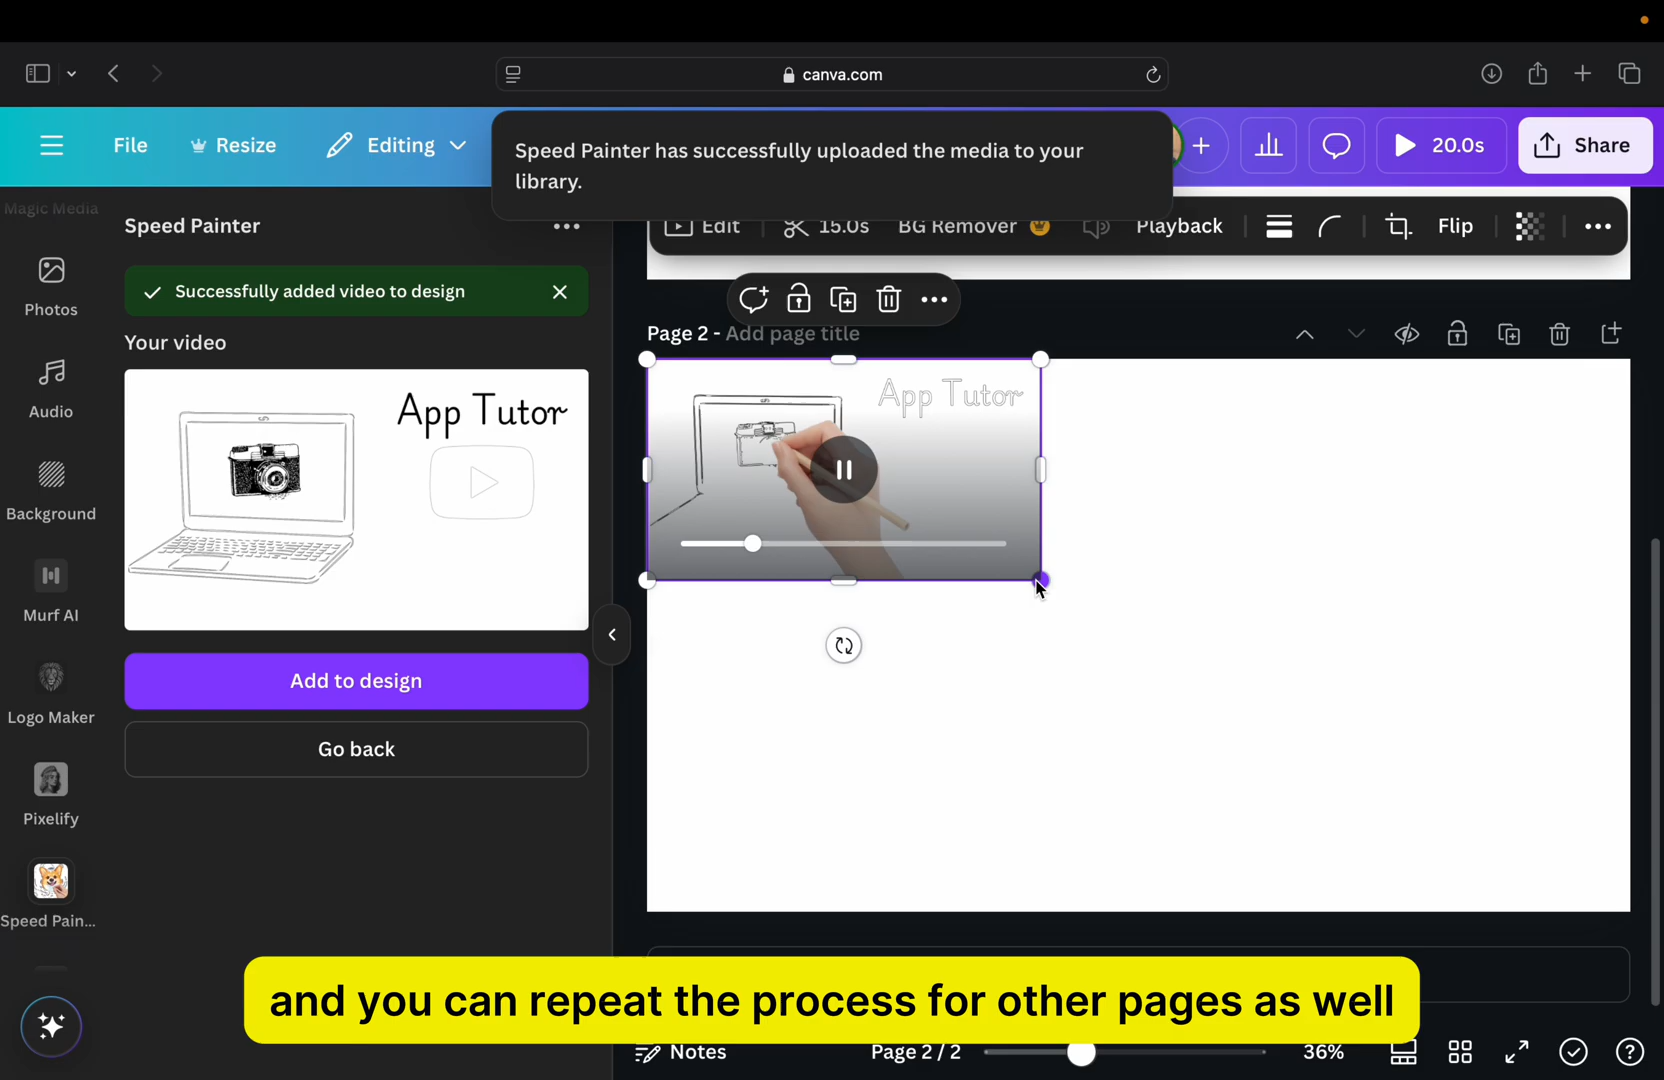 canva.com
File
Resize
Editing
Speed Painter has successfully uploaded the media to your
library.
20.0s
Share
Magic Media
Photos
Audio
Background
Murf AI
Logo Maker
Pixelify
Speed Pain...
Speed Painter
Successfully added video to design
Your video
App Tutor
Add to design
Go back
Edit
15.0s
BG Remover
Playback
Flip
Page 2 - Add page title
App Tutor
and you can repeat the process for other pages as well
Notes
Page 2 / 2
36%